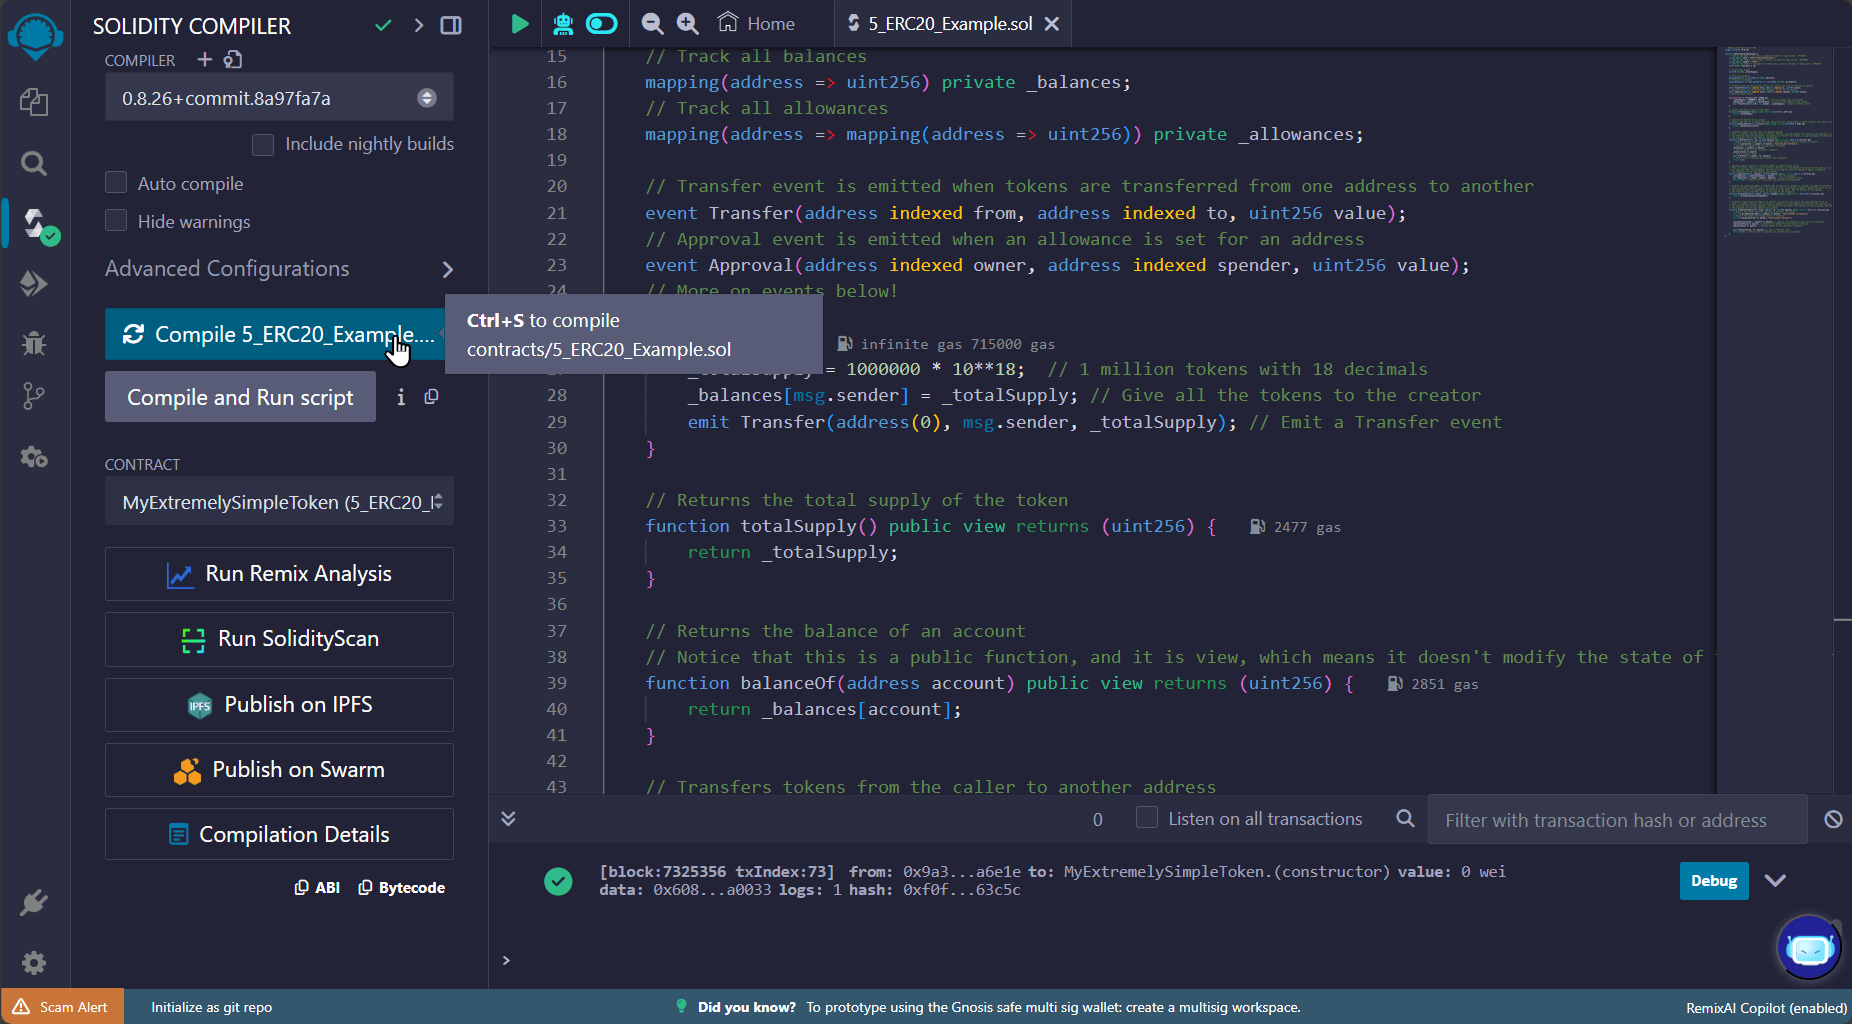 SOLIDITY COMPILER
COMPILER
0.8.26+commit.8a97fa7a
Include nightly builds
Auto compile
Hide warnings
Advanced Configurations
Compile 5_ERC20_Example....
Ctrl+S to compile
contracts/5_ERC20_Example.sol
Compile and Run script
i
CONTRACT
MyExtremelySimpleToken (5_ERC20_
Run Remix Analysis
Run SolidityScan
IPFS Publish on IPFS
Publish on Swarm
Compilation Details
ABI Bytecode
Home 5_ERC20_Example.sol
15 // Track all balances
16 mapping(address => uint256) private _balances;
17 // Track all allowances
18 mapping(address => mapping(address => uint256)) private _allowances;
19
20 // Transfer event is emitted when tokens are transferred from one address to another
21 event Transfer(address indexed from, address indexed to, uint256 value);
22 // Approval event is emitted when an allowance is set for an address
23 event Approval(address indexed owner, address indexed spender, uint256 value);
24 // More on events below!
infinite gas 715000 gas
= 1000000 * 10**18; // 1 million tokens with 18 decimals
28 _balances[msg.sender] = _totalSupply; // Give all the tokens to the creator
29 emit Transfer(address(0), msg.sender, _totalSupply); // Emit a Transfer event
30 }
31
32 // Returns the total supply of the token
33 function totalSupply() public view returns (uint256) { 2477 gas
34 return _totalSupply;
35 }
36
37 // Returns the balance of an account
38 // Notice that this is a public function, and it is view, which means it doesn't modify the state of
39 function balanceOf(address account) public view returns (uint256) { 2851 gas
40 return _balances[account];
41 }
42
43 // Transfers tokens from the caller to another address
0 Listen on all transactions Filter with transaction hash or address
[block:7325356 txIndex:73] from: 0x9a3...a6e1e to: MyExtremelySimpleToken.(constructor) value: 0 wei
data: 0x608...a0033 logs: 1 hash: 0xf0f...63c5c
Debug
>
Scam Alert Initialize as git repo Did you know? To prototype using the Gnosis safe multi sig wallet: create a multisig workspace. RemixAI Copilot (enabled)